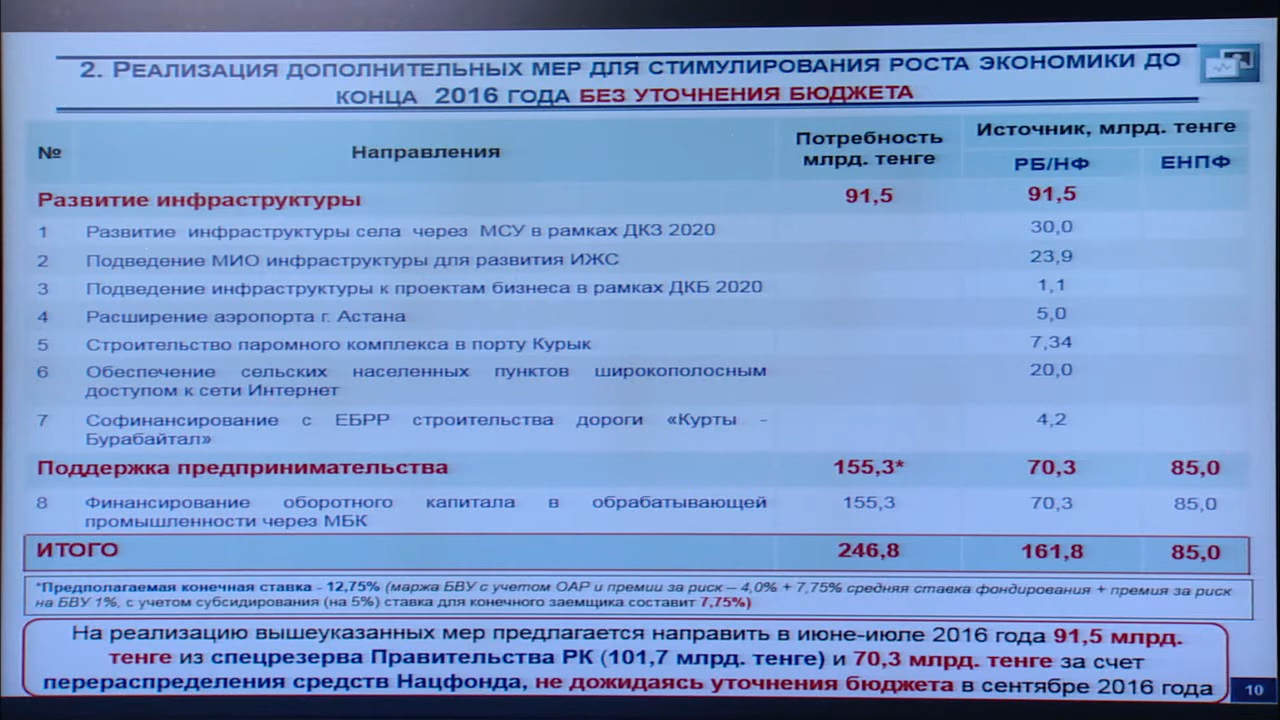 2. Реализация дополнительных мер для стимулирования роста экономики до
конца 2016 года без уточнения бюджета
№ Направления Потребность млрд. тенге Источник, млрд. тенге
РБ/НФ ЕНПФ
Развитие инфраструктуры 91,5 91,5
1 Развитие инфраструктуры села через МСУ в рамках ДКЗ 2020 30,0
2 Подведение МИО инфраструктуры для развития ИЖС 23,9
3 Подведение инфраструктуры к проектам бизнеса в рамках ДКБ 2020 1,1
4 Расширение аэропорта г. Астана 5,0
5 Строительство паромного комплекса в порту Курык 7,34
6 Обеспечение сельских населенных пунктов широкополосным 20,0
доступом к сети Интернет
7 Софинансирование с ЕБРР строительства дороги «Курты - 4,2
Бурабайтал»
Поддержка предпринимательства 155,3* 70,3 85,0
8 Финансирование оборотного капитала в обрабатывающей 155,3 70,3 85,0
промышленности через МБК
ИТОГО 246,8 161,8 85,0
*Предполагаемая конечная ставка - 12,75% (маржа БВУ с учетом ОАР и премии за риск – 4,0% + 7,75% средняя ставка фондирования + премия за риск
на БВУ 1%, с учетом субсидирования (на 5%) ставка для конечного заемщика составит 7,75%)
На реализацию вышеуказанных мер предлагается направить в июне-июле 2016 года 91,5 млрд.
тенге из спецрезерва Правительства РК (101,7 млрд. тенге) и 70,3 млрд. тенге за счет
перераспределения средств Нацфонда, не дожидаясь уточнения бюджета в сентябре 2016 года
10